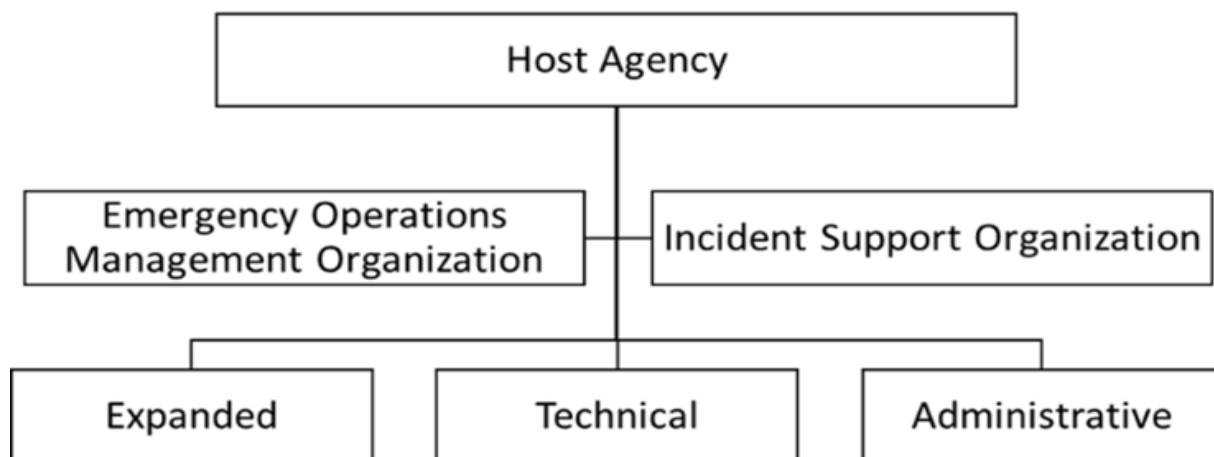 Host Agency
Emergency Operations
Management Organization
Incident Support Organization
Expanded
Technical
Administrative